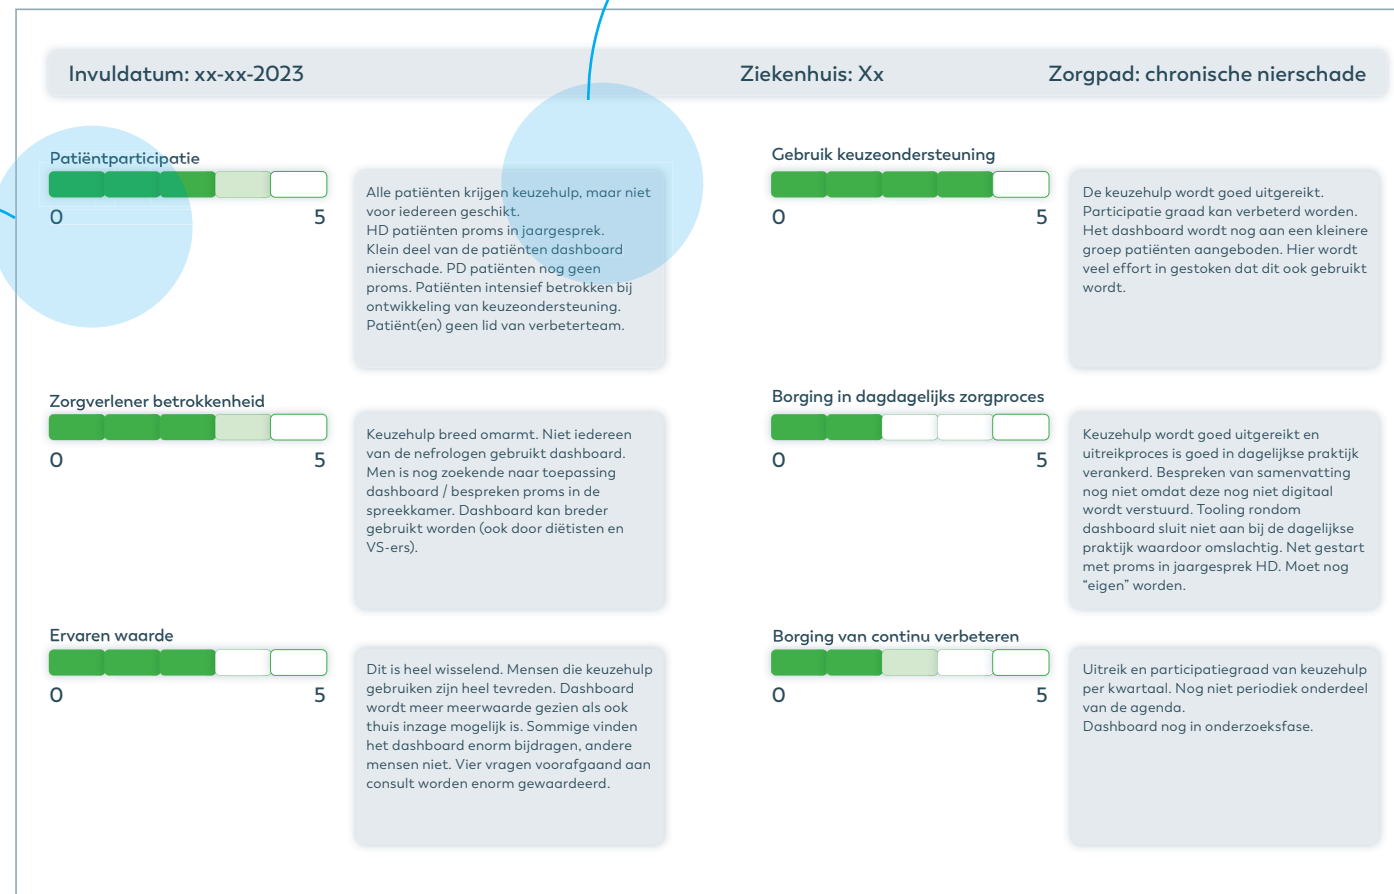 Invuldatum: xx-xx-2023
Ziekenhuis: Xx
Zorgpad: chronische nierschade
Patiëntparticipatie
0
5
Alle patiënten krijgen keuzehulp, maar niet
voor iedereen geschikt.
HD patiënten proms in jaargesprek.
Klein deel van de patiënten dashboard
nierschade. PD patiënten nog geen
proms. Patiënten intensief betrokken bij
ontwikkeling van keuzeondersteuning.
Patiënt(en) geen lid van verbeterteam.
Gebruik keuzeondersteuning
0
5
De keuzehulp wordt goed uitgereikt.
Participatie graad kan verbeterd worden.
Het dashboard wordt nog aan een kleinere
groep patiënten aangeboden. Hier wordt
veel effort in gestoken dat dit ook gebruikt
wordt.
Zorgverlener betrokkenheid
0
5
Keuzehulp breed omarmt. Niet iedereen
van de nefrologen gebruikt dashboard.
Men is nog zoekende naar toepassing
dashboard / bespreken proms in de
spreekkamer. Dashboard kan breder
gebruikt worden (ook door diëtisten en
VS-ers).
Borging in dagdagelijks zorgproces
0
5
Keuzehulp wordt goed uitgereikt en
uitreikproces is goed in dagelijkse praktijk
verankerd. Bespreken van samenvatting
nog niet omdat deze nog niet digitaal
wordt verstuurd. Tooling rondom
dashboard sluit niet aan bij de dagelijkse
praktijk waardoor omslachtig. Net gestart
met proms in jaargesprek HD. Moet nog
“eigen” worden.
Ervaren waarde
0
5
Dit is heel wisselend. Mensen die keuzehulp
gebruiken zijn heel tevreden. Dashboard
wordt meer meerwaarde gezien als ook
thuis inzage mogelijk is. Sommige vinden
het dashboard enorm bijdragen, andere
mensen niet. Vier vragen voorafgaand aan
consult worden enorm gewaardeerd.
Borging van continu verbeteren
0
5
Uitreik en participatiegraad van keuzehulp
per kwartaal. Nog niet periodiek onderdeel
van de agenda.
Dashboard nog in onderzoeksfase.